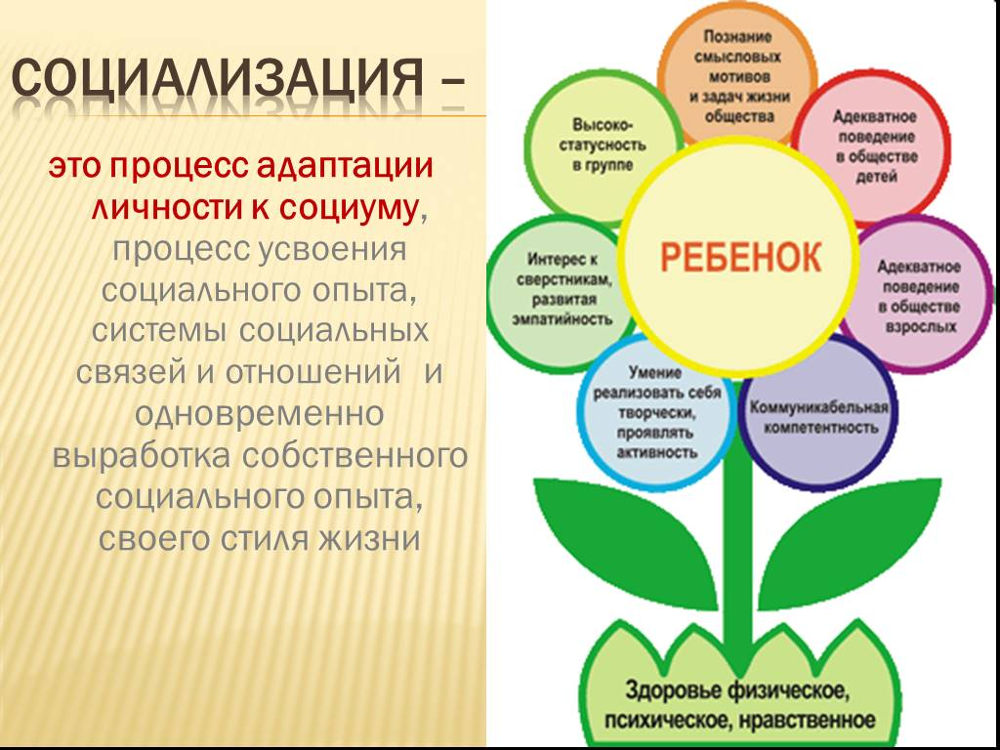 СОЦИАЛИЗАЦИЯ –
это процесс адаптации
личности к социуму,
процесс усвоения
социального опыта,
системы социальных
связей и отношений и
одновременно
выработка собственного
социального опыта,
своего стиля жизни
Познание
смысловых
мотивов
и задач жизни
общества
Высоко-
статусность
в группе
Адекватное
поведение
в обществе
детей
РЕБЕНОК
Интерес к
сверстникам,
развитая
эмпатийность
Адекватное
поведение
в обществе
взрослых
Умение
реализовать себя
творчески,
проявлять
активность
Коммуникабельная
компетентность
Здоровье физическое,
психическое, нравственное